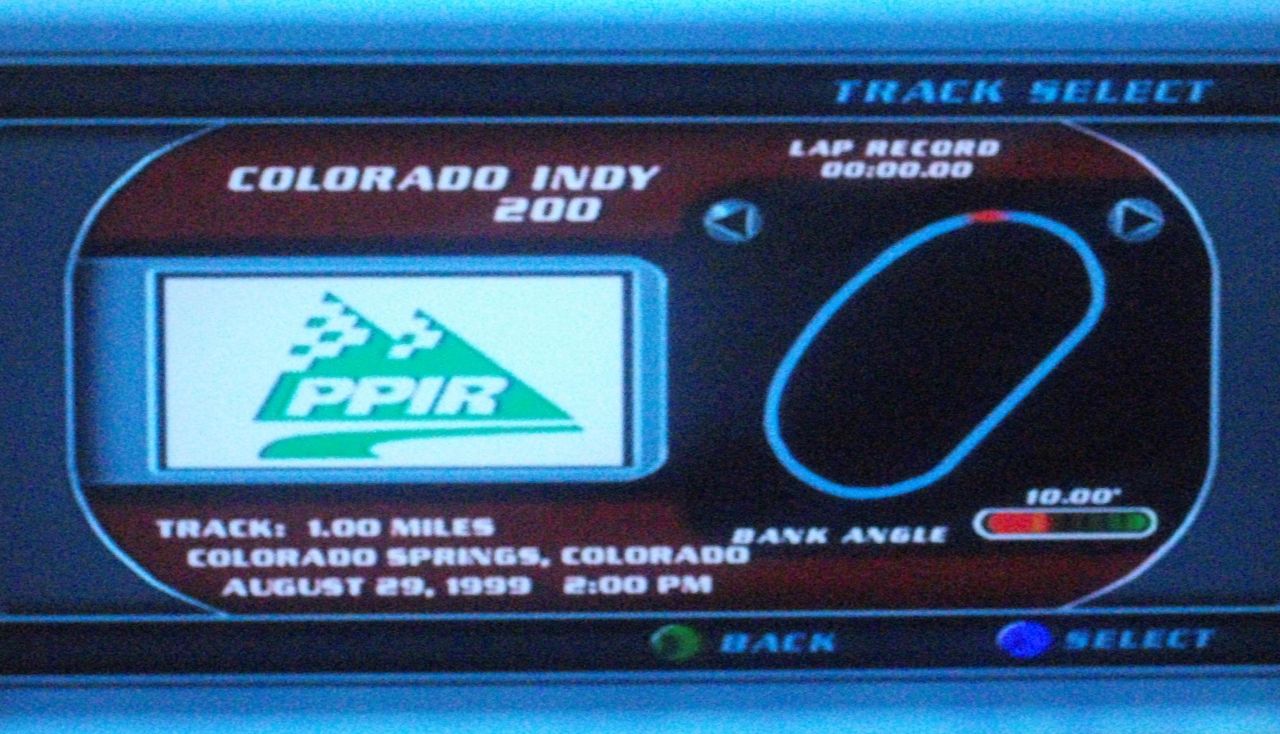 TRACK SELECT
COLORADO INDY
200
LAP RECORD
00:00.00
PPIR
10.00°
BANK ANGLE
TRACK: 1.00 MILES
COLORADO SPRINGS, COLORADO
AUGUST 29, 1999 2:00 PM
BACK
SELECT